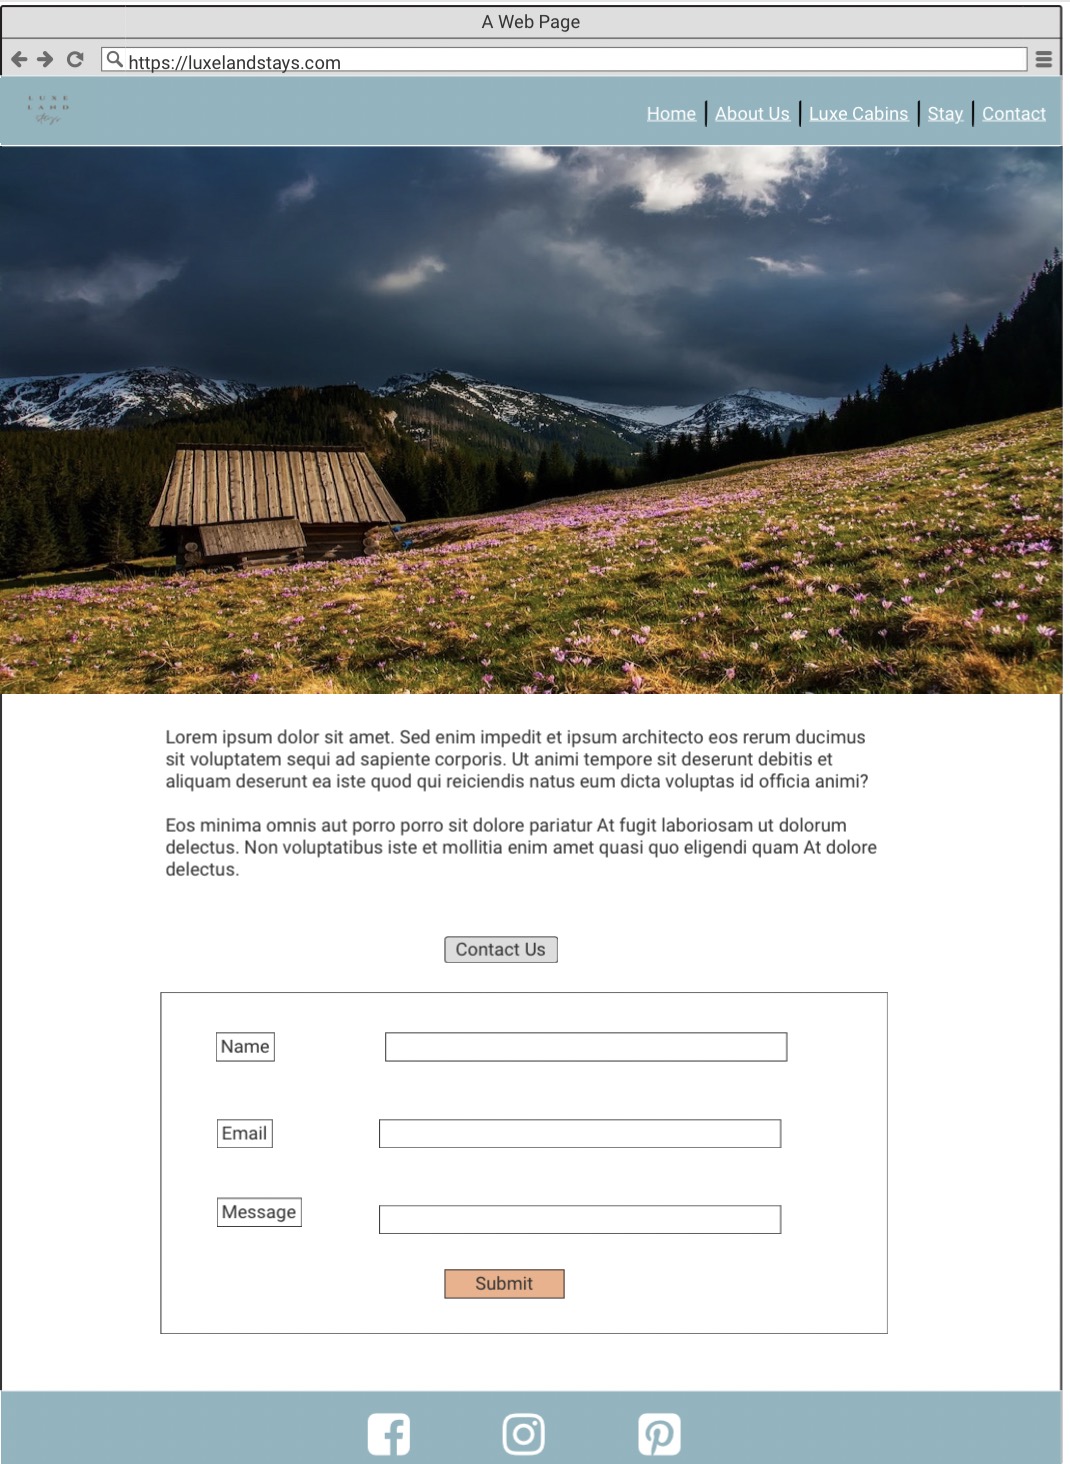 A Web Page
https://luxelandstays.com
LUXE
LAND
Stays
Home About Us Luxe Cabins Stay Contact
Lorem ipsum dolor sit amet. Sed enim impedit et ipsum architecto eos rerum ducimus
sit voluptatem sequi ad sapiente corporis. Ut animi tempore sit deserunt debitis et
aliquam deserunt ea iste quod qui reiciendis natus eum dicta voluptas id officia animi?
Eos minima omnis aut porro porro sit dolore pariatur At fugit laboriosam ut dolorum
delectus. Non voluptatibus iste et mollitia enim amet quasi quo eligendi quam At dolore
delectus.
Contact Us
Name
Email
Message
Submit